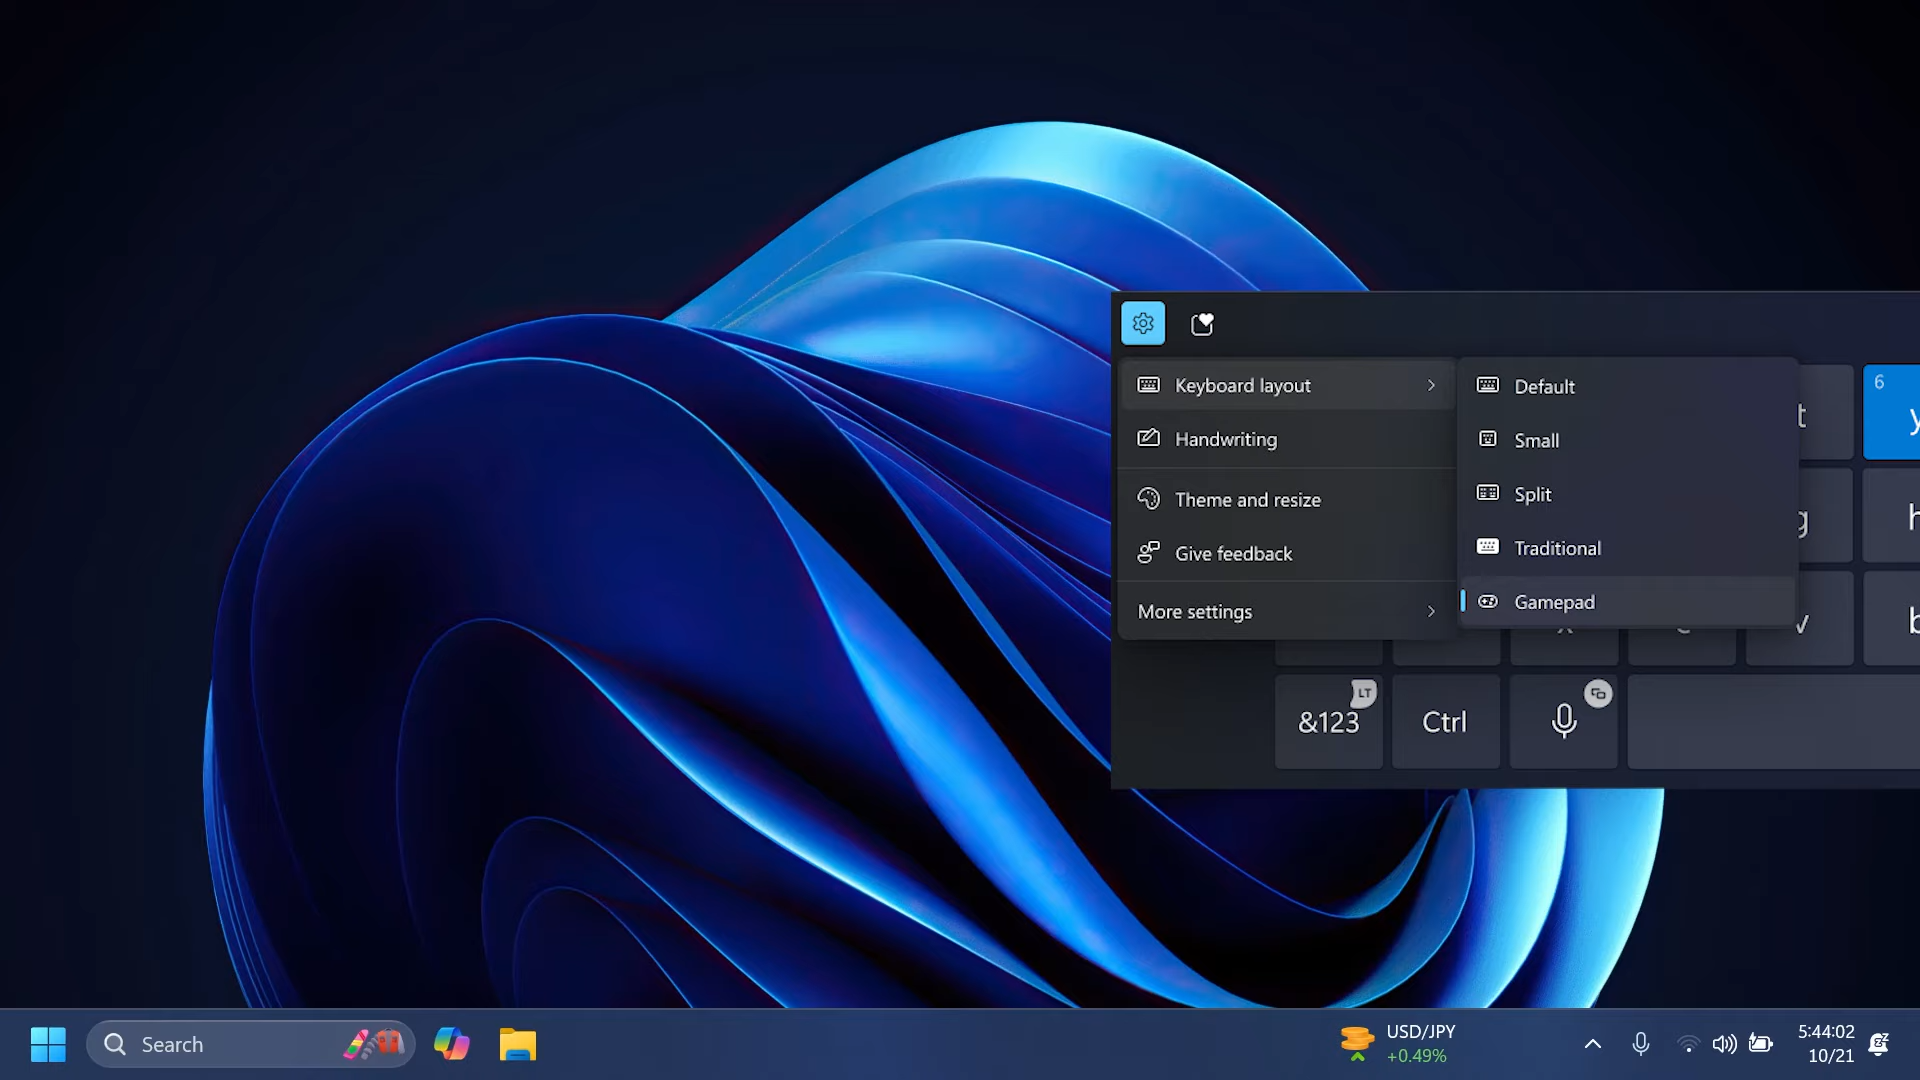 Keyboard layout
Handwriting
Theme and resize
Give feedback
More settings
Default
Small
Split
Traditional
Gamepad
t
6
y
g
h
v
b
LT
&123
Ctrl
Search
USD/JPY
+0.49%
5:44:02
10/21